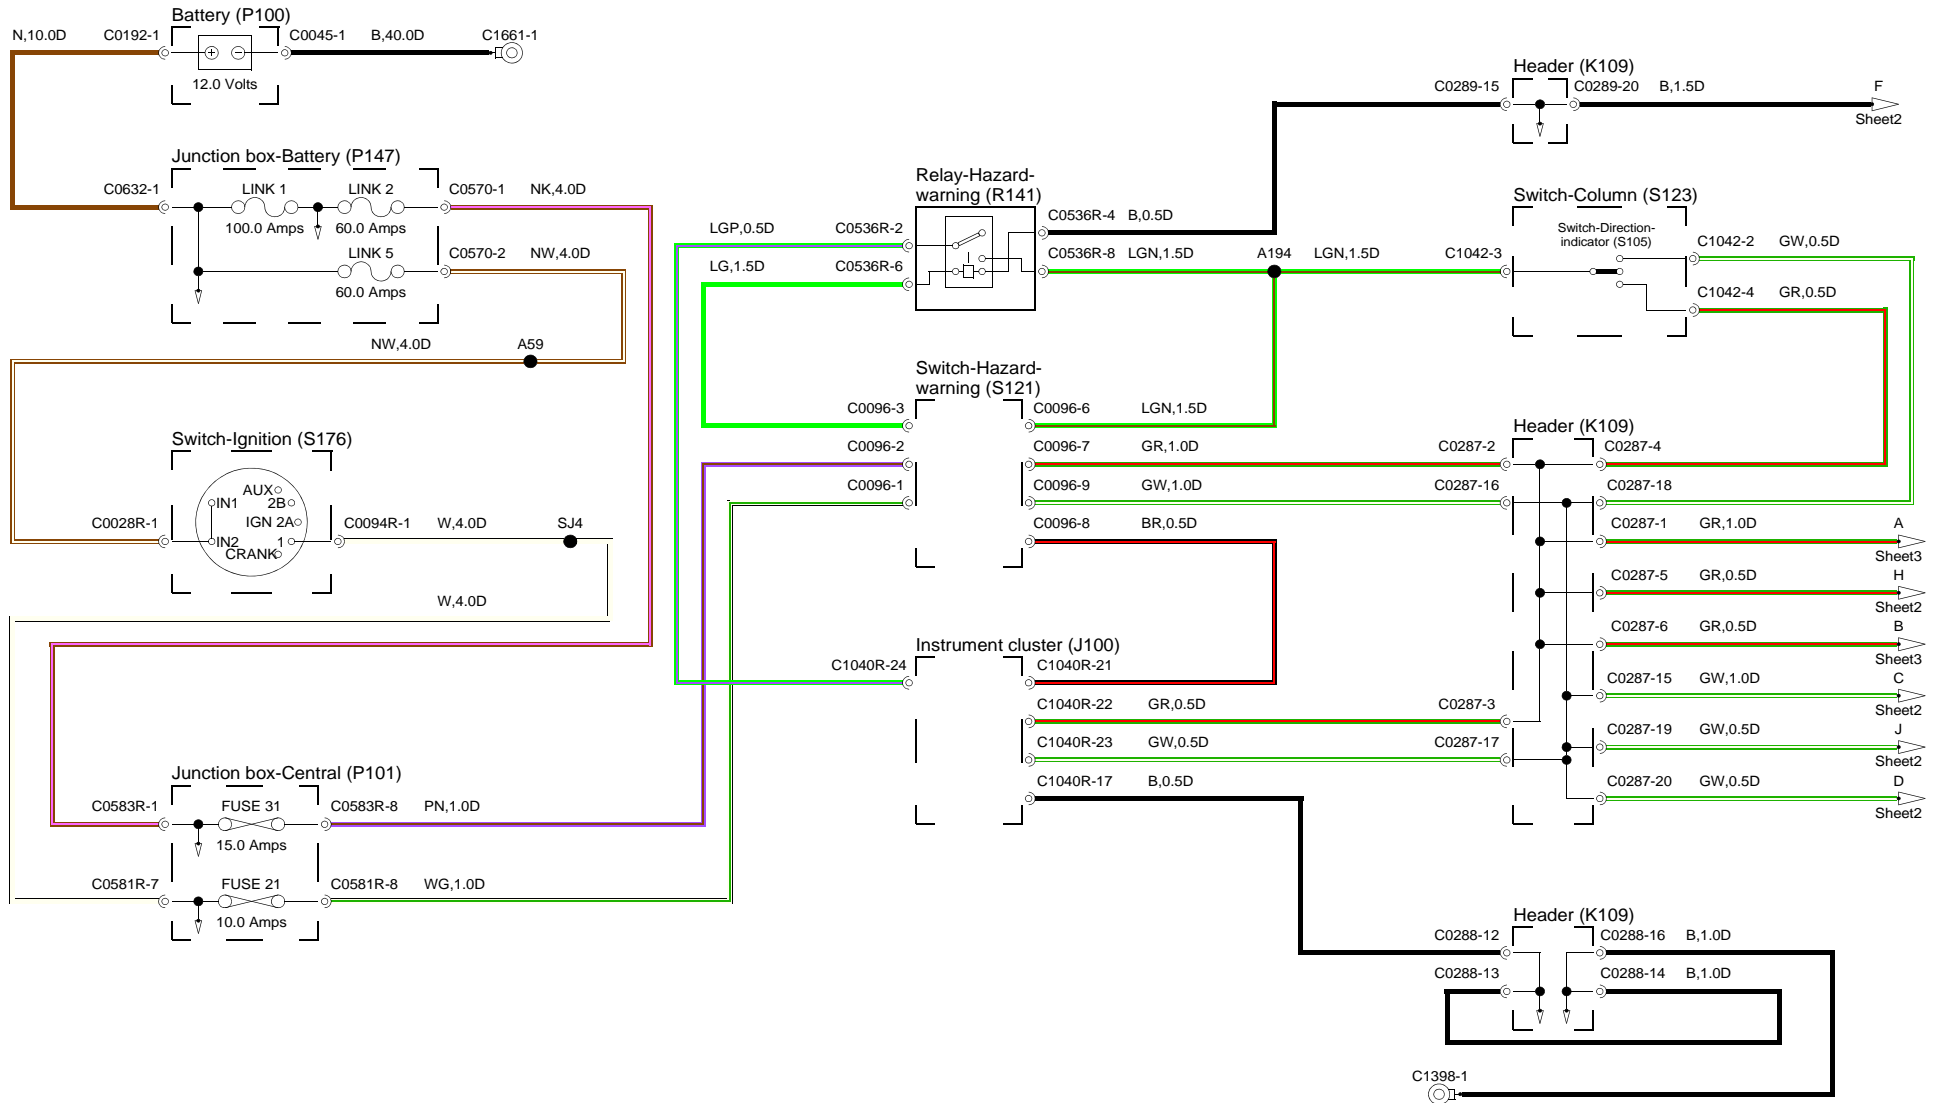 Battery (P100)
N,10.0D
C0192-1
C0045-1
B,40.0D
C1661-1
12.0 Volts
Junction box-Battery (P147)
C0632-1
LINK 1
LINK 2
C0570-1
NK,4.0D
100.0 Amps
60.0 Amps
LINK 5
C0570-2
NW,4.0D
60.0 Amps
NW,4.0D
A59
Switch-Ignition (S176)
AUX
IN1
2B
IGN 2A
C0028R-1
IN2
1
CRANK
C0094R-1
W,4.0D
SJ4
W,4.0D
Junction box-Central (P101)
C0583R-1
FUSE 31
C0583R-8
PN,1.0D
15.0 Amps
C0581R-7
FUSE 21
C0581R-8
WG,1.0D
10.0 Amps
Relay-Hazard-
warning (R141)
LGP,0.5D
C0536R-2
C0536R-4
B,0.5D
LG,1.5D
C0536R-6
C0536R-8
LGN,1.5D
A194
LGN,1.5D
C1042-3
Switch-Hazard-
warning (S121)
C0096-3
C0096-6
LGN,1.5D
C0096-2
C0096-7
GR,1.0D
C0287-2
C0096-1
C0096-9
GW,1.0D
C0287-16
C0096-8
BR,0.5D
Instrument cluster (J100)
C1040R-24
C1040R-21
C1040R-22
GR,0.5D
C0287-3
C1040R-23
GW,0.5D
C0287-17
C1040R-17
B,0.5D
Header (K109)
C0289-15
C0289-20
B,1.5D
F
Sheet2
Switch-Column (S123)
Switch-Direction-
indicator (S105)
C1042-2
GW,0.5D
C1042-4
GR,0.5D
Header (K109)
C0287-4
C0287-18
C0287-1
GR,1.0D
A
Sheet3
C0287-5
GR,0.5D
H
Sheet2
C0287-6
GR,0.5D
B
Sheet3
C0287-15
GW,1.0D
C
Sheet2
C0287-19
GW,0.5D
J
Sheet2
C0287-20
GW,0.5D
D
Sheet2
Header (K109)
C0288-12
C0288-16
B,1.0D
C0288-13
C0288-14
B,1.0D
C1398-1